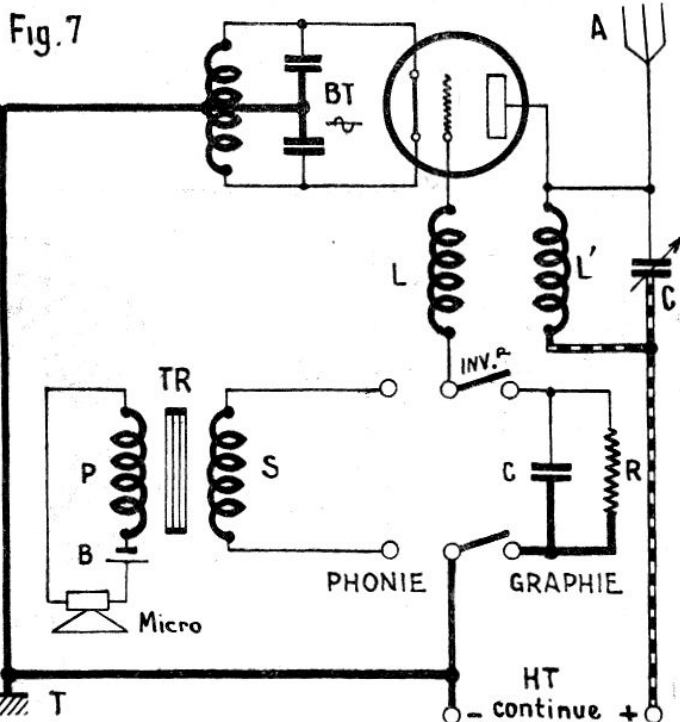 Fig. 7
A
BT
L
L'
C
TR
INV.R
P
S
C
R
B
PHONIE
GRAPHIE
Micro
T
HT
- continue +